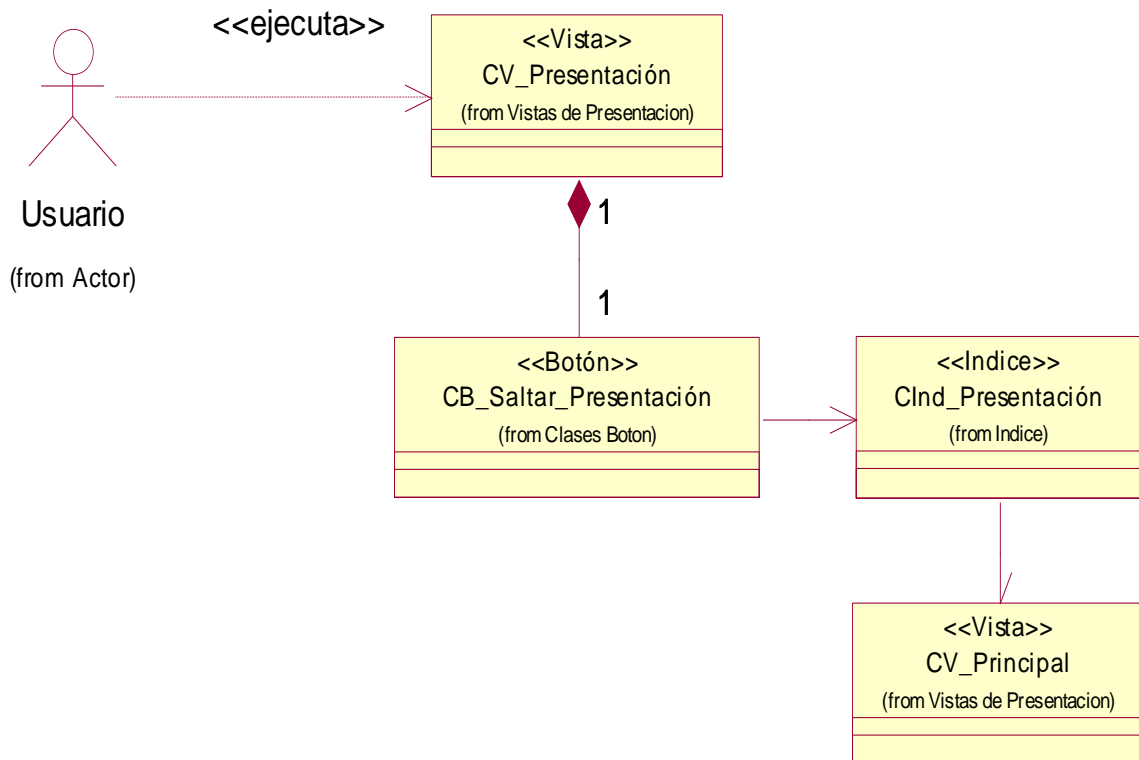 <<ejecuta>>
<<Vista>>
CV_Presentación
(from Vistas de Presentacion)
Usuario
(from Actor)
1
1
<<Botón>>
CB_Saltar_Presentación
(from Clases Boton)
<<Indice>>
CInd_Presentación
(from Indice)
<<Vista>>
CV_Principal
(from Vistas de Presentacion)